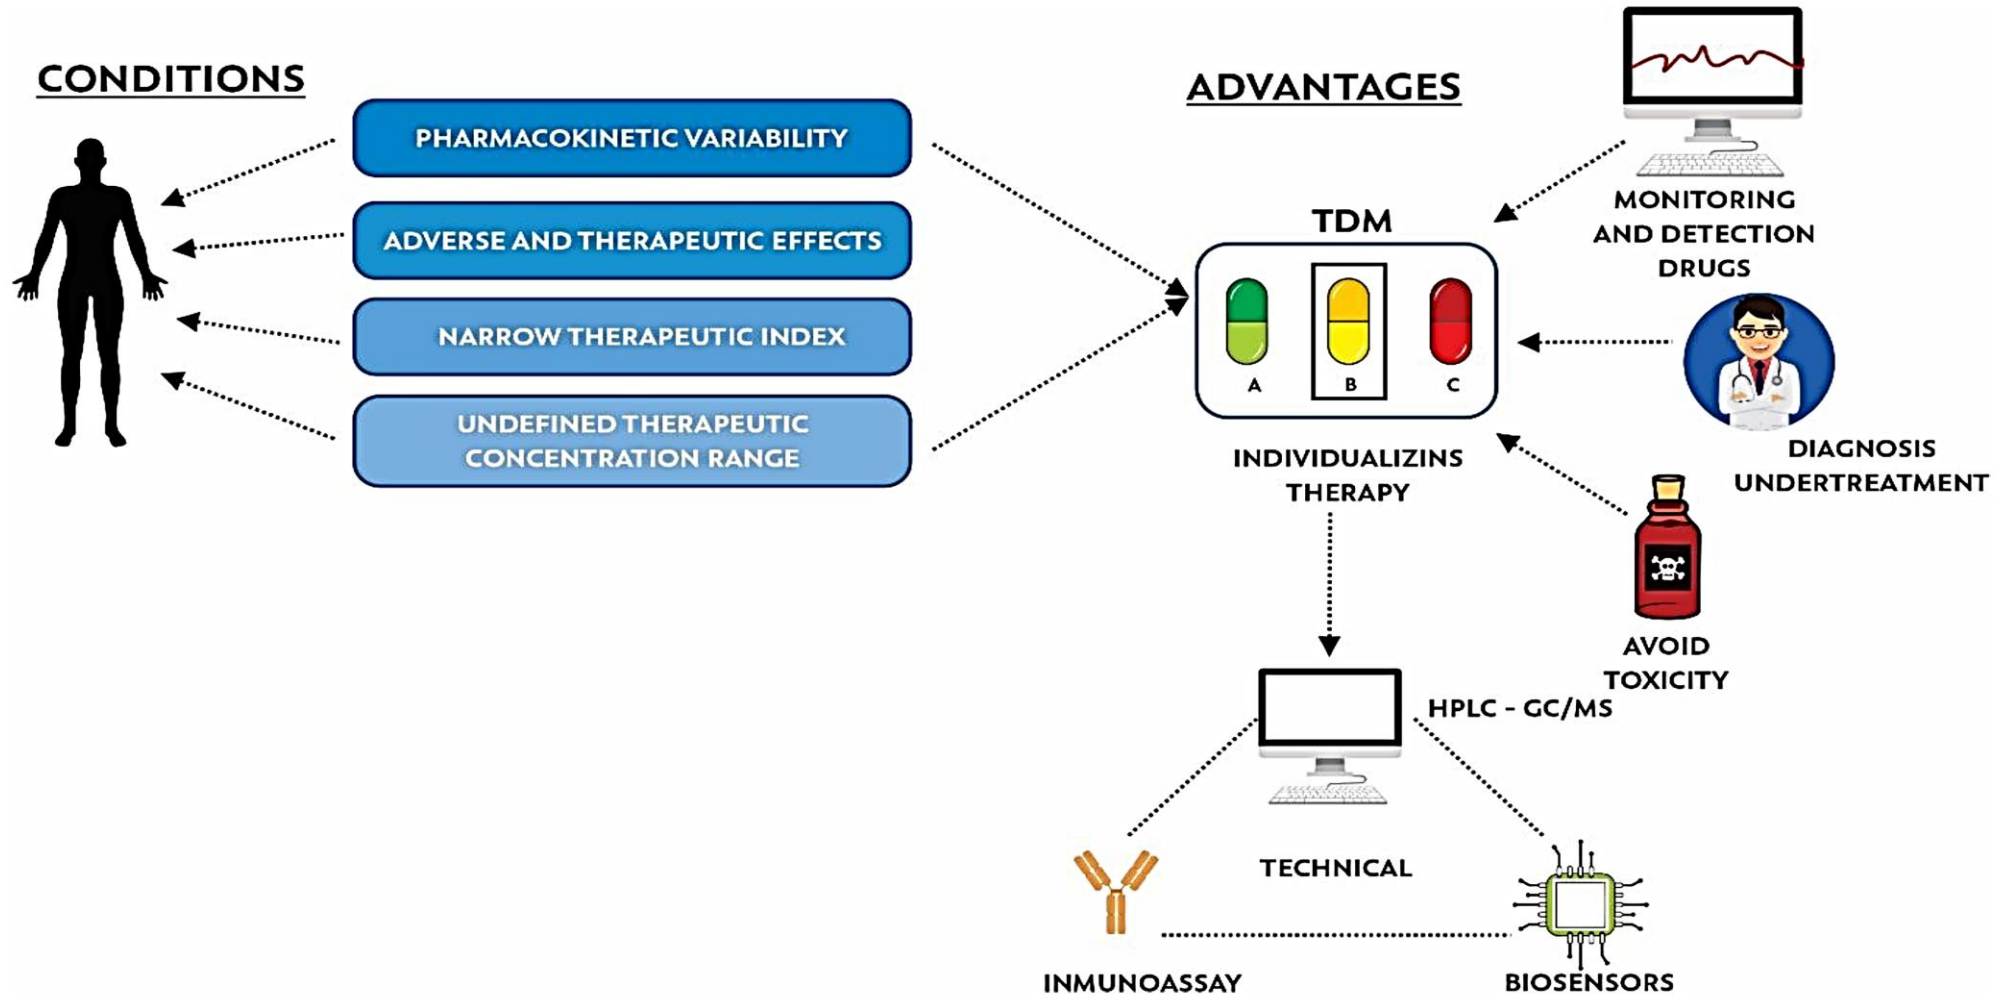 CONDITIONS
PHARMACOKINETIC VARIABILITY
ADVERSE AND THERAPEUTIC EFFECTS
NARROW THERAPEUTIC INDEX
UNDEFINED THERAPEUTIC
CONCENTRATION RANGE
ADVANTAGES
MONITORING
AND DETECTION
DRUGS
TDM
A
B
C
INDIVIDUALIZINS
THERAPY
DIAGNOSIS
UNDERTREATMENT
AVOID
TOXICITY
HPLC - GC/MS
TECHNICAL
INMUNOASSAY
BIOSENSORS